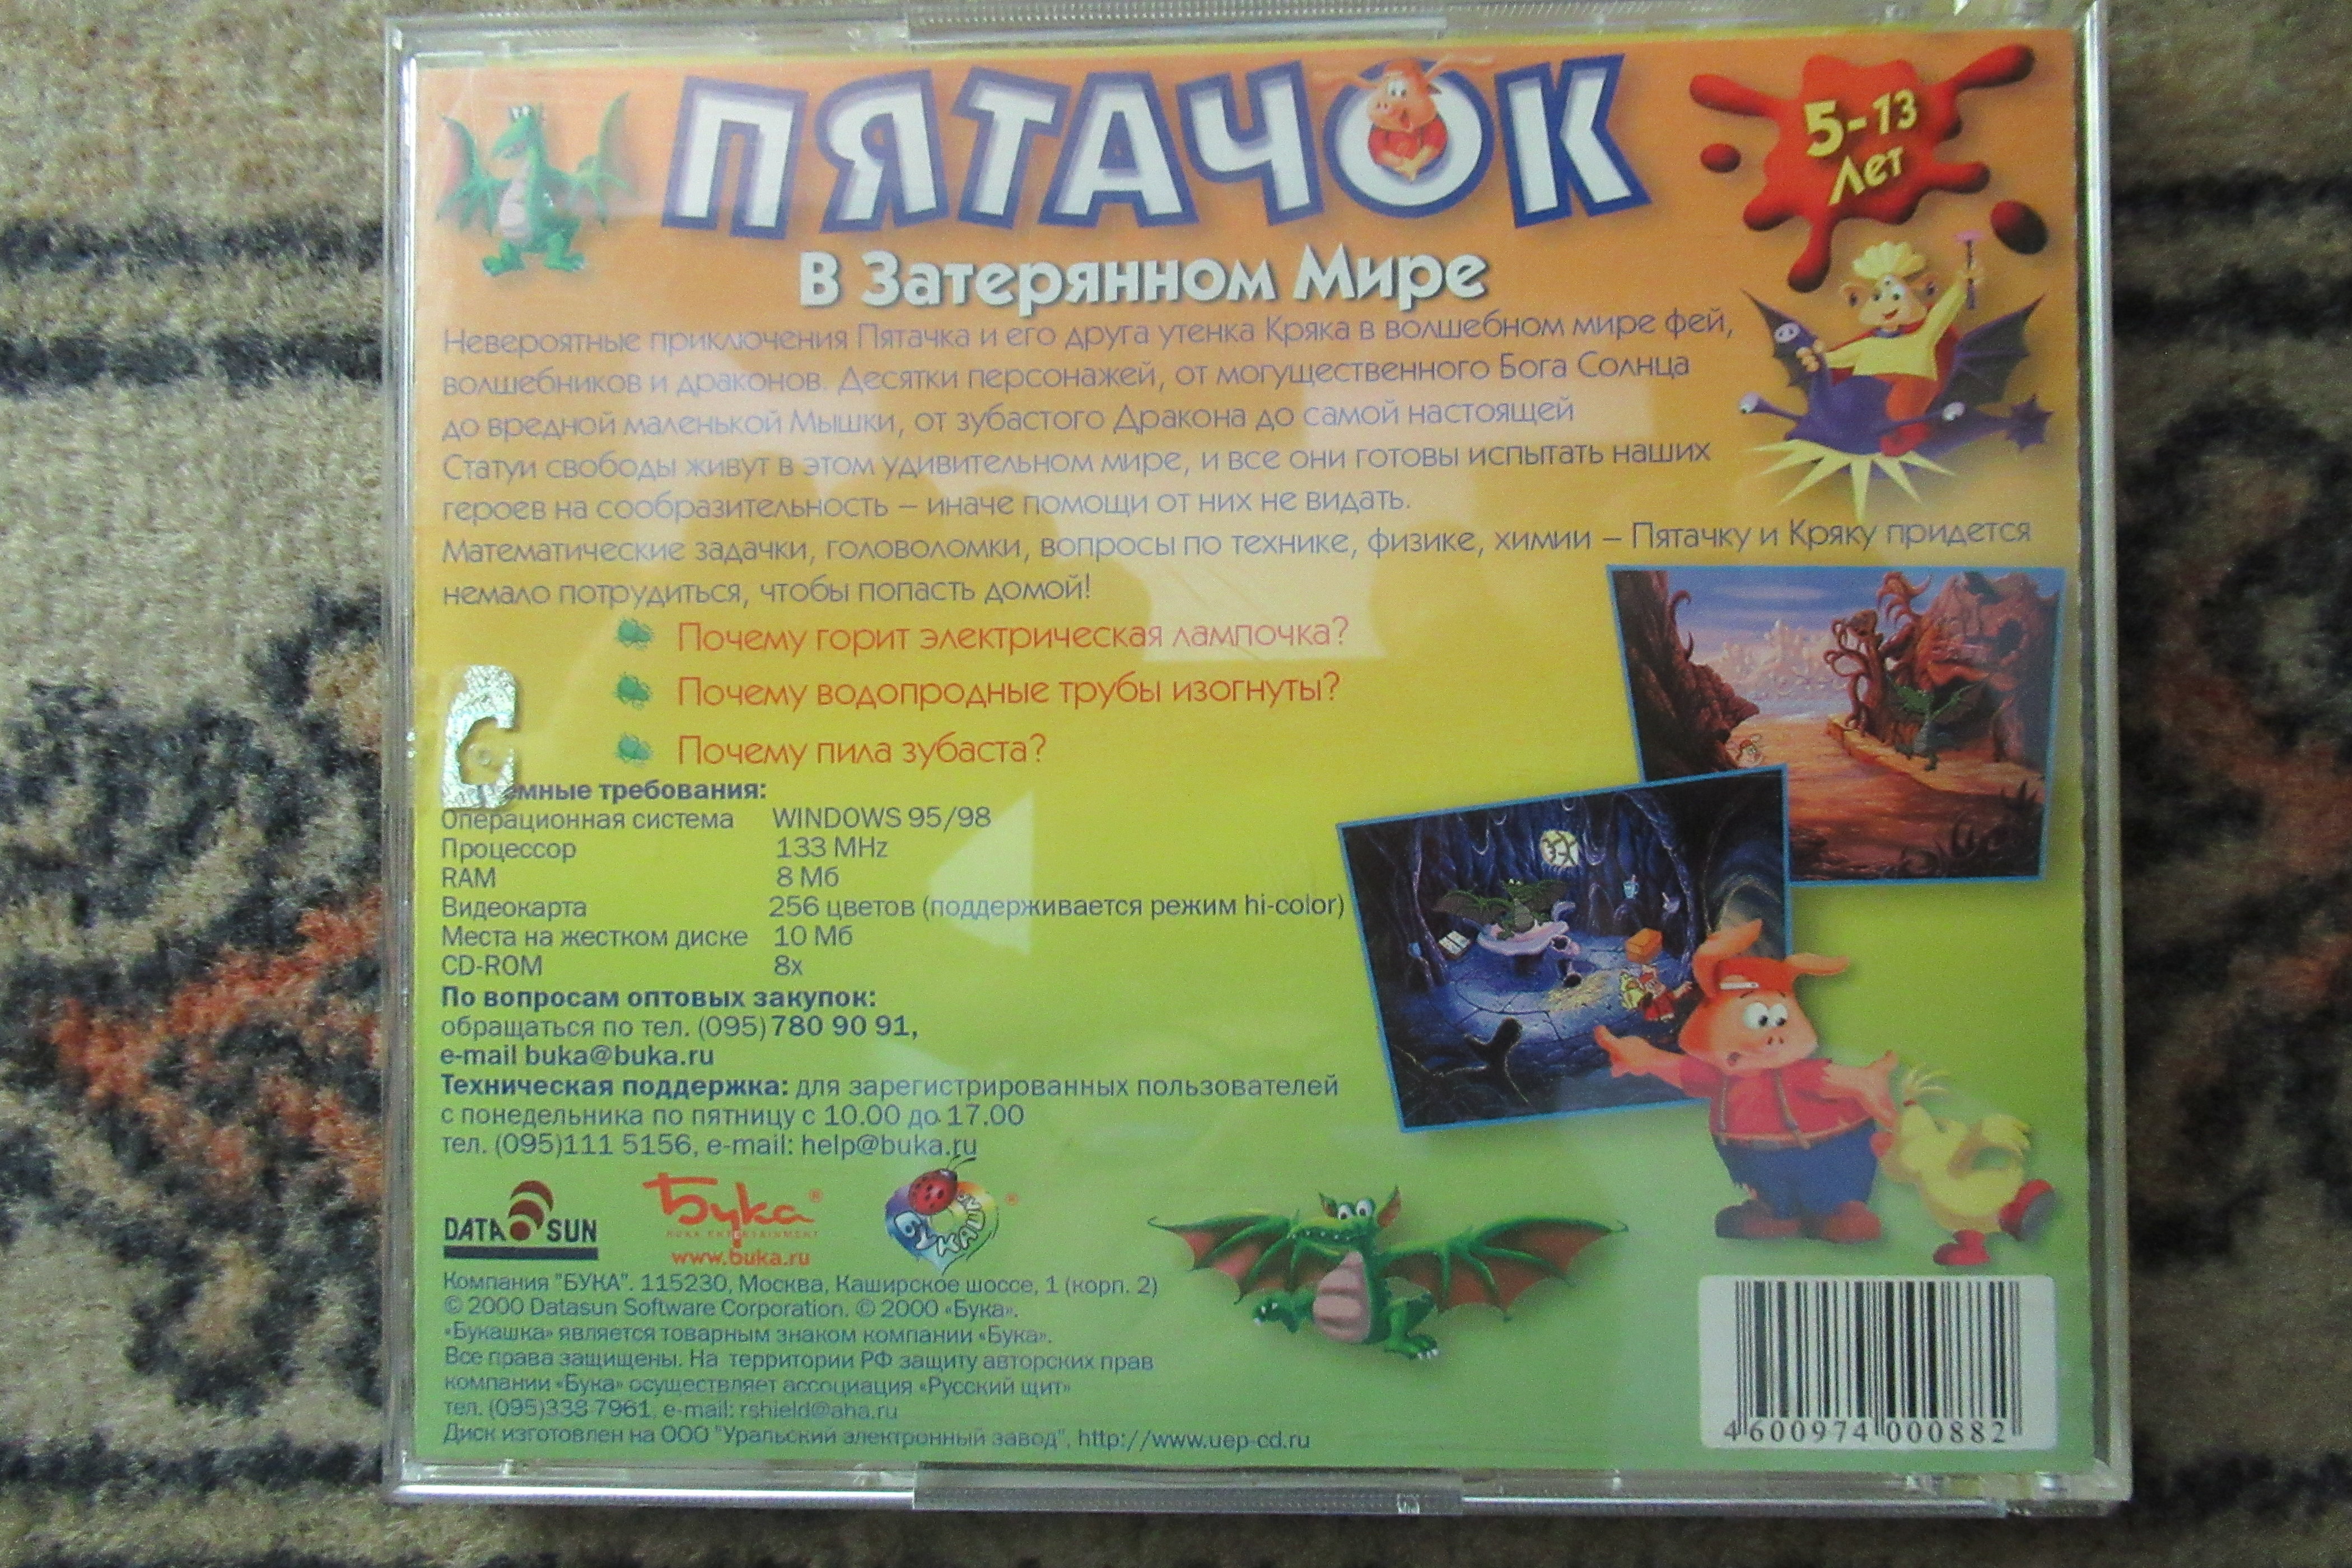 ПЯТАЧОК
В Затерянном Мире
5-13
Лет
Невероятные приключения Пятачка и его друга утенка Кряка в волшебном мире фей,
волшебников и драконов. Десятки персонажей, от могущественного Бога Солнца
до вредной маленькой Мышки, от зубастого Дракона до самой настоящей
Статуи свободы живут в этом удивительном мире, и все они готовы испытать наших
героев на сообразительность – иначе помощи от них не видать.
Математические задачки, головоломки, вопросы по технике, физике, химии – Пятачку и Кряку придется
немало потрудиться, чтобы попасть домой!
Почему горит электрическая лампочка?
Почему водопродные трубы изогнуты?
Почему пила зубаста?
емные требования:
Операционная система WINDOWS 95/98
Процессор 133 MHz
RAM 8 Мб
Видеокарта 256 цветов (поддерживается режим hi-color)
Места на жестком диске 10 Мб
CD-ROM 8x
По вопросам оптовых закупок:
обращаться по тел. (095) 780 90 91,
e-mail buka@buka.ru
Техническая поддержка: для зарегистрированных пользователей
с понедельника по пятницу с 10.00 до 17.00
тел. (095)111 5156, e-mail: help@buka.ru
DATA SUN
Бука®
BUKA ENTERTAINMENT
www.buka.ru
БУКАШКА ®
Компания "БУКА". 115230, Москва, Каширское шоссе, 1 (корп. 2)
© 2000 Datasun Software Corporation. © 2000 «Бука».
«Букашка» является товарным знаком компании «Бука».
Все права защищены. На территории РФ защиту авторских прав
компании «Бука» осуществляет ассоциация «Русский щит»
тел. (095)338 7961, e-mail: rshield@aha.ru
Диск изготовлен на ООО "Уральский электронный завод", http://www.uep-cd.ru
4600974000882